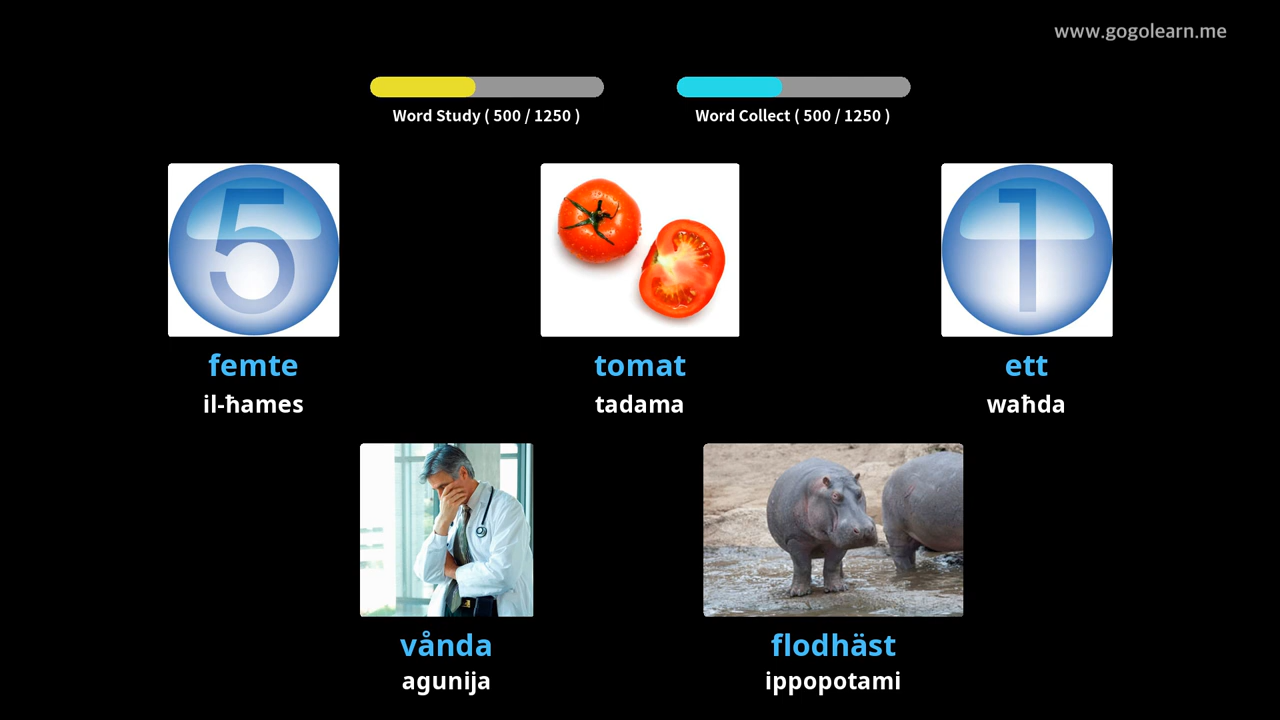 www.gogolearn.me
Word Study ( 500 / 1250 )
Word Collect ( 500 / 1250 )
5
1
femte
tomat
ett
il-ħames
tadama
waħda
vånda
flodhäst
agunija
ippopotami